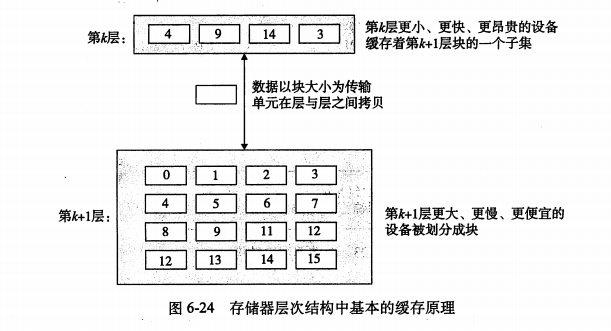 第k层：
4 9 14 3
第k层更小、更快、更昂贵的设备
缓存着第k+1层块的一个子集
数据以块大小为传输
单元在层与层之间拷贝
第k+1层：
0 1 2 3
4 5 6 7
8 9 11 12
12 13 14 15
第k+1层更大、更慢、更便宜的
设备被划分成块
图 6-24 存储器层次结构中基本的缓存原理